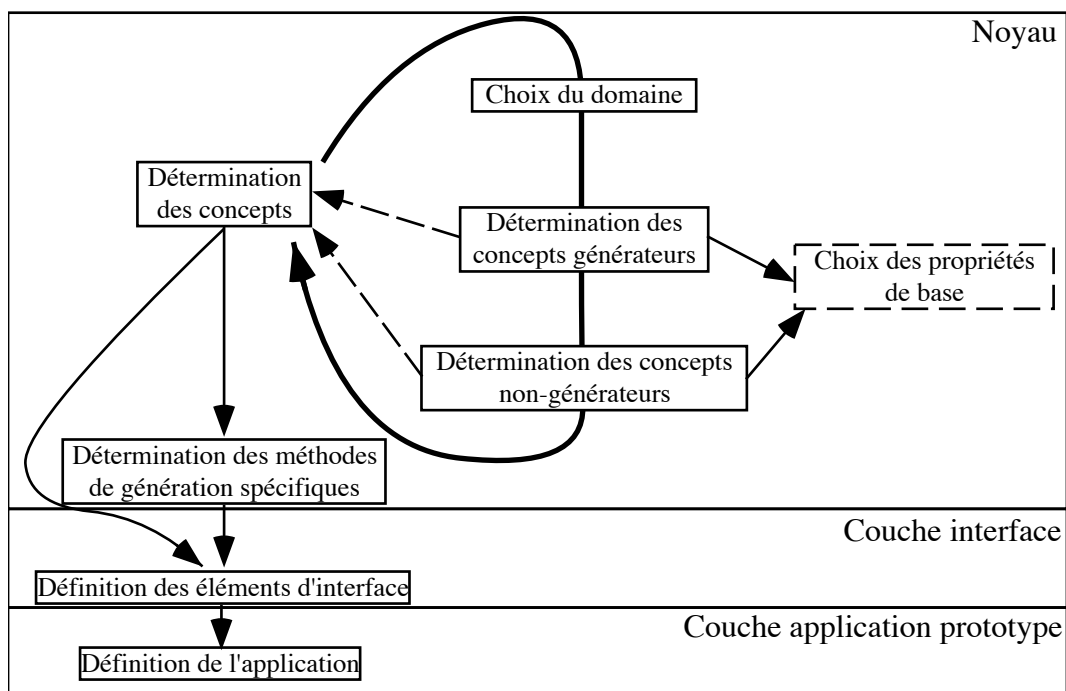 Noyau
Choix du domaine
Détermination
des concepts
Détermination des
concepts générateurs
Choix des propriétés
de base
Détermination des concepts
non-générateurs
Détermination des méthodes
de génération spécifiques
Couche interface
Définition des éléments d'interface
Couche application prototype
Définition de l'application